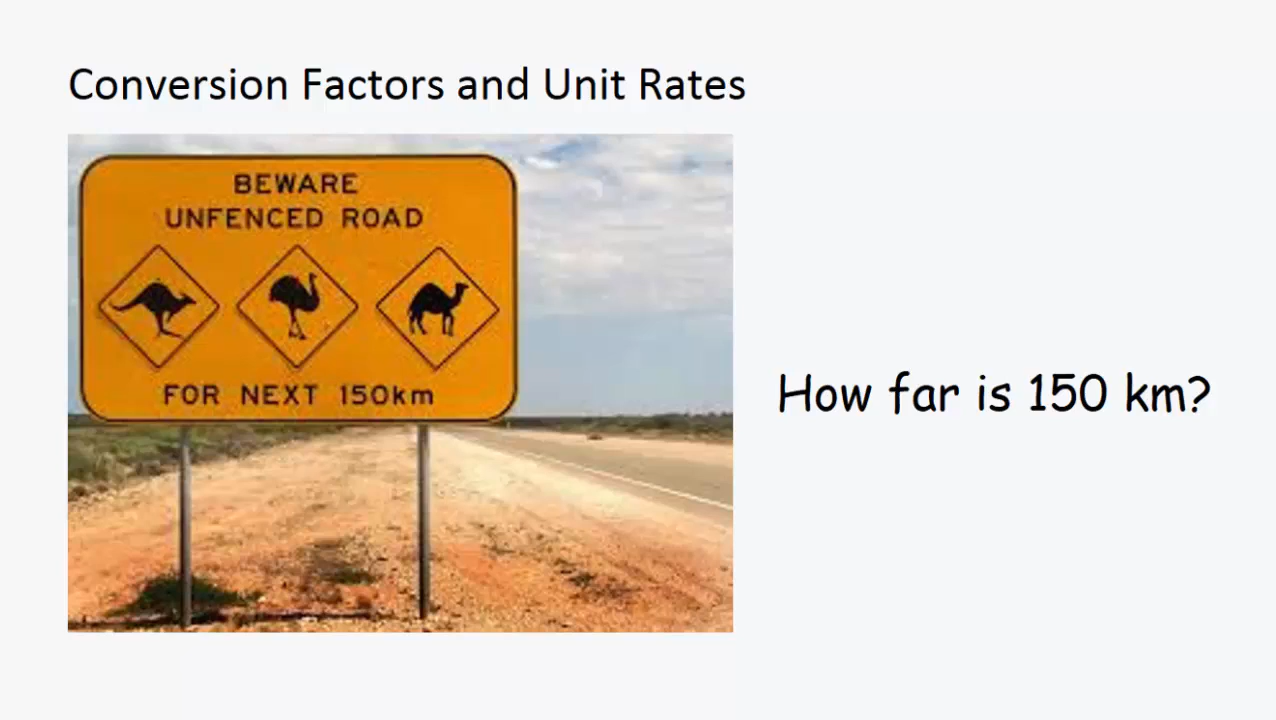 Conversion Factors and Unit Rates
BEWARE
UNFENCED ROAD
FOR NEXT 150km
How far is 150 km?